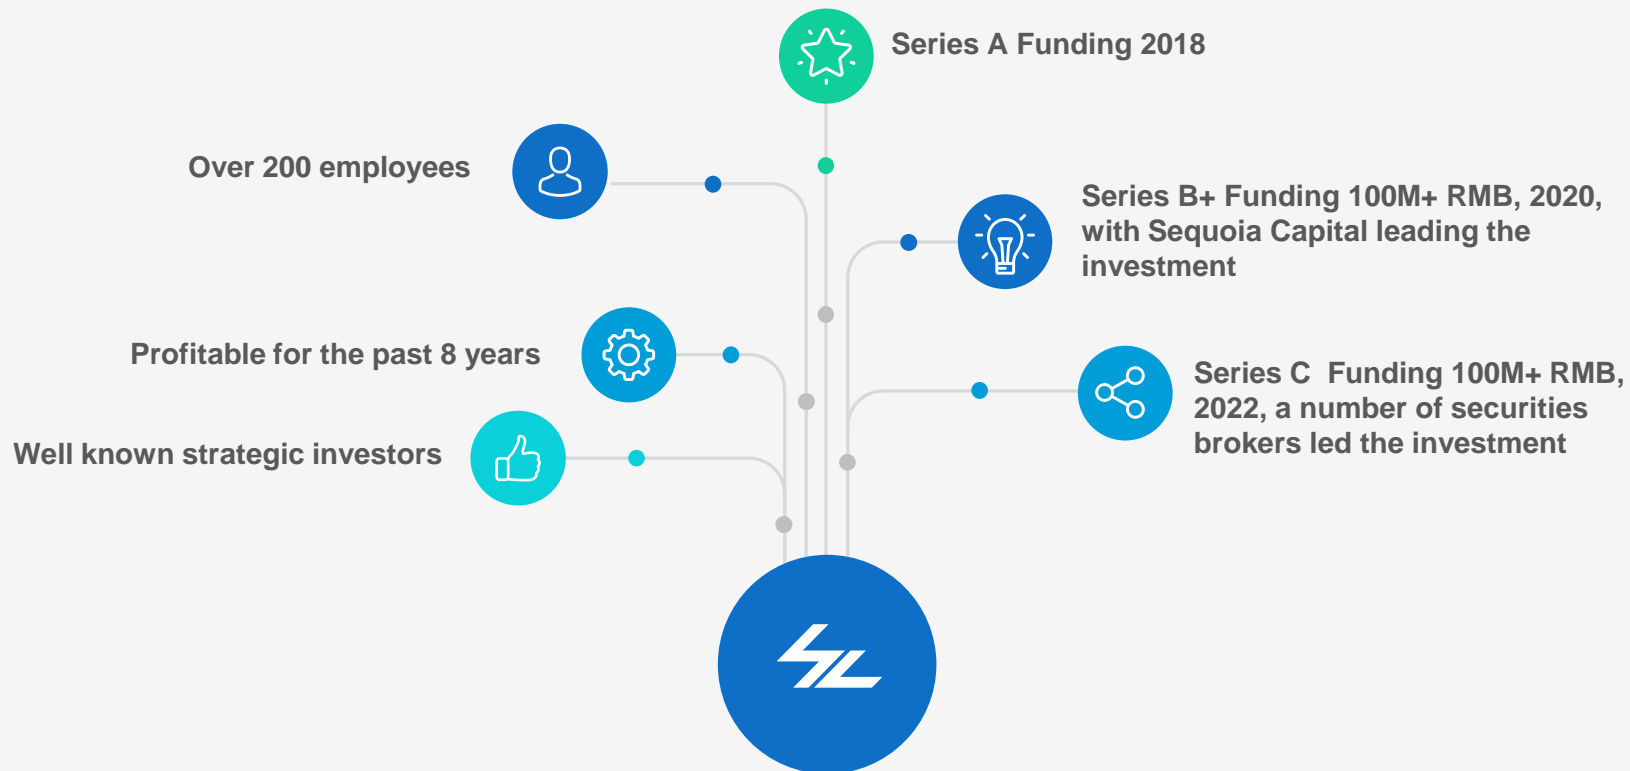 Series A Funding 2018
Over 200 employees
Series B+ Funding 100M+ RMB, 2020,
with Sequoia Capital leading the
investment
Profitable for the past 8 years
Series C  Funding 100M+ RMB,
2022, a number of securities
brokers led the investment
Well known strategic investors